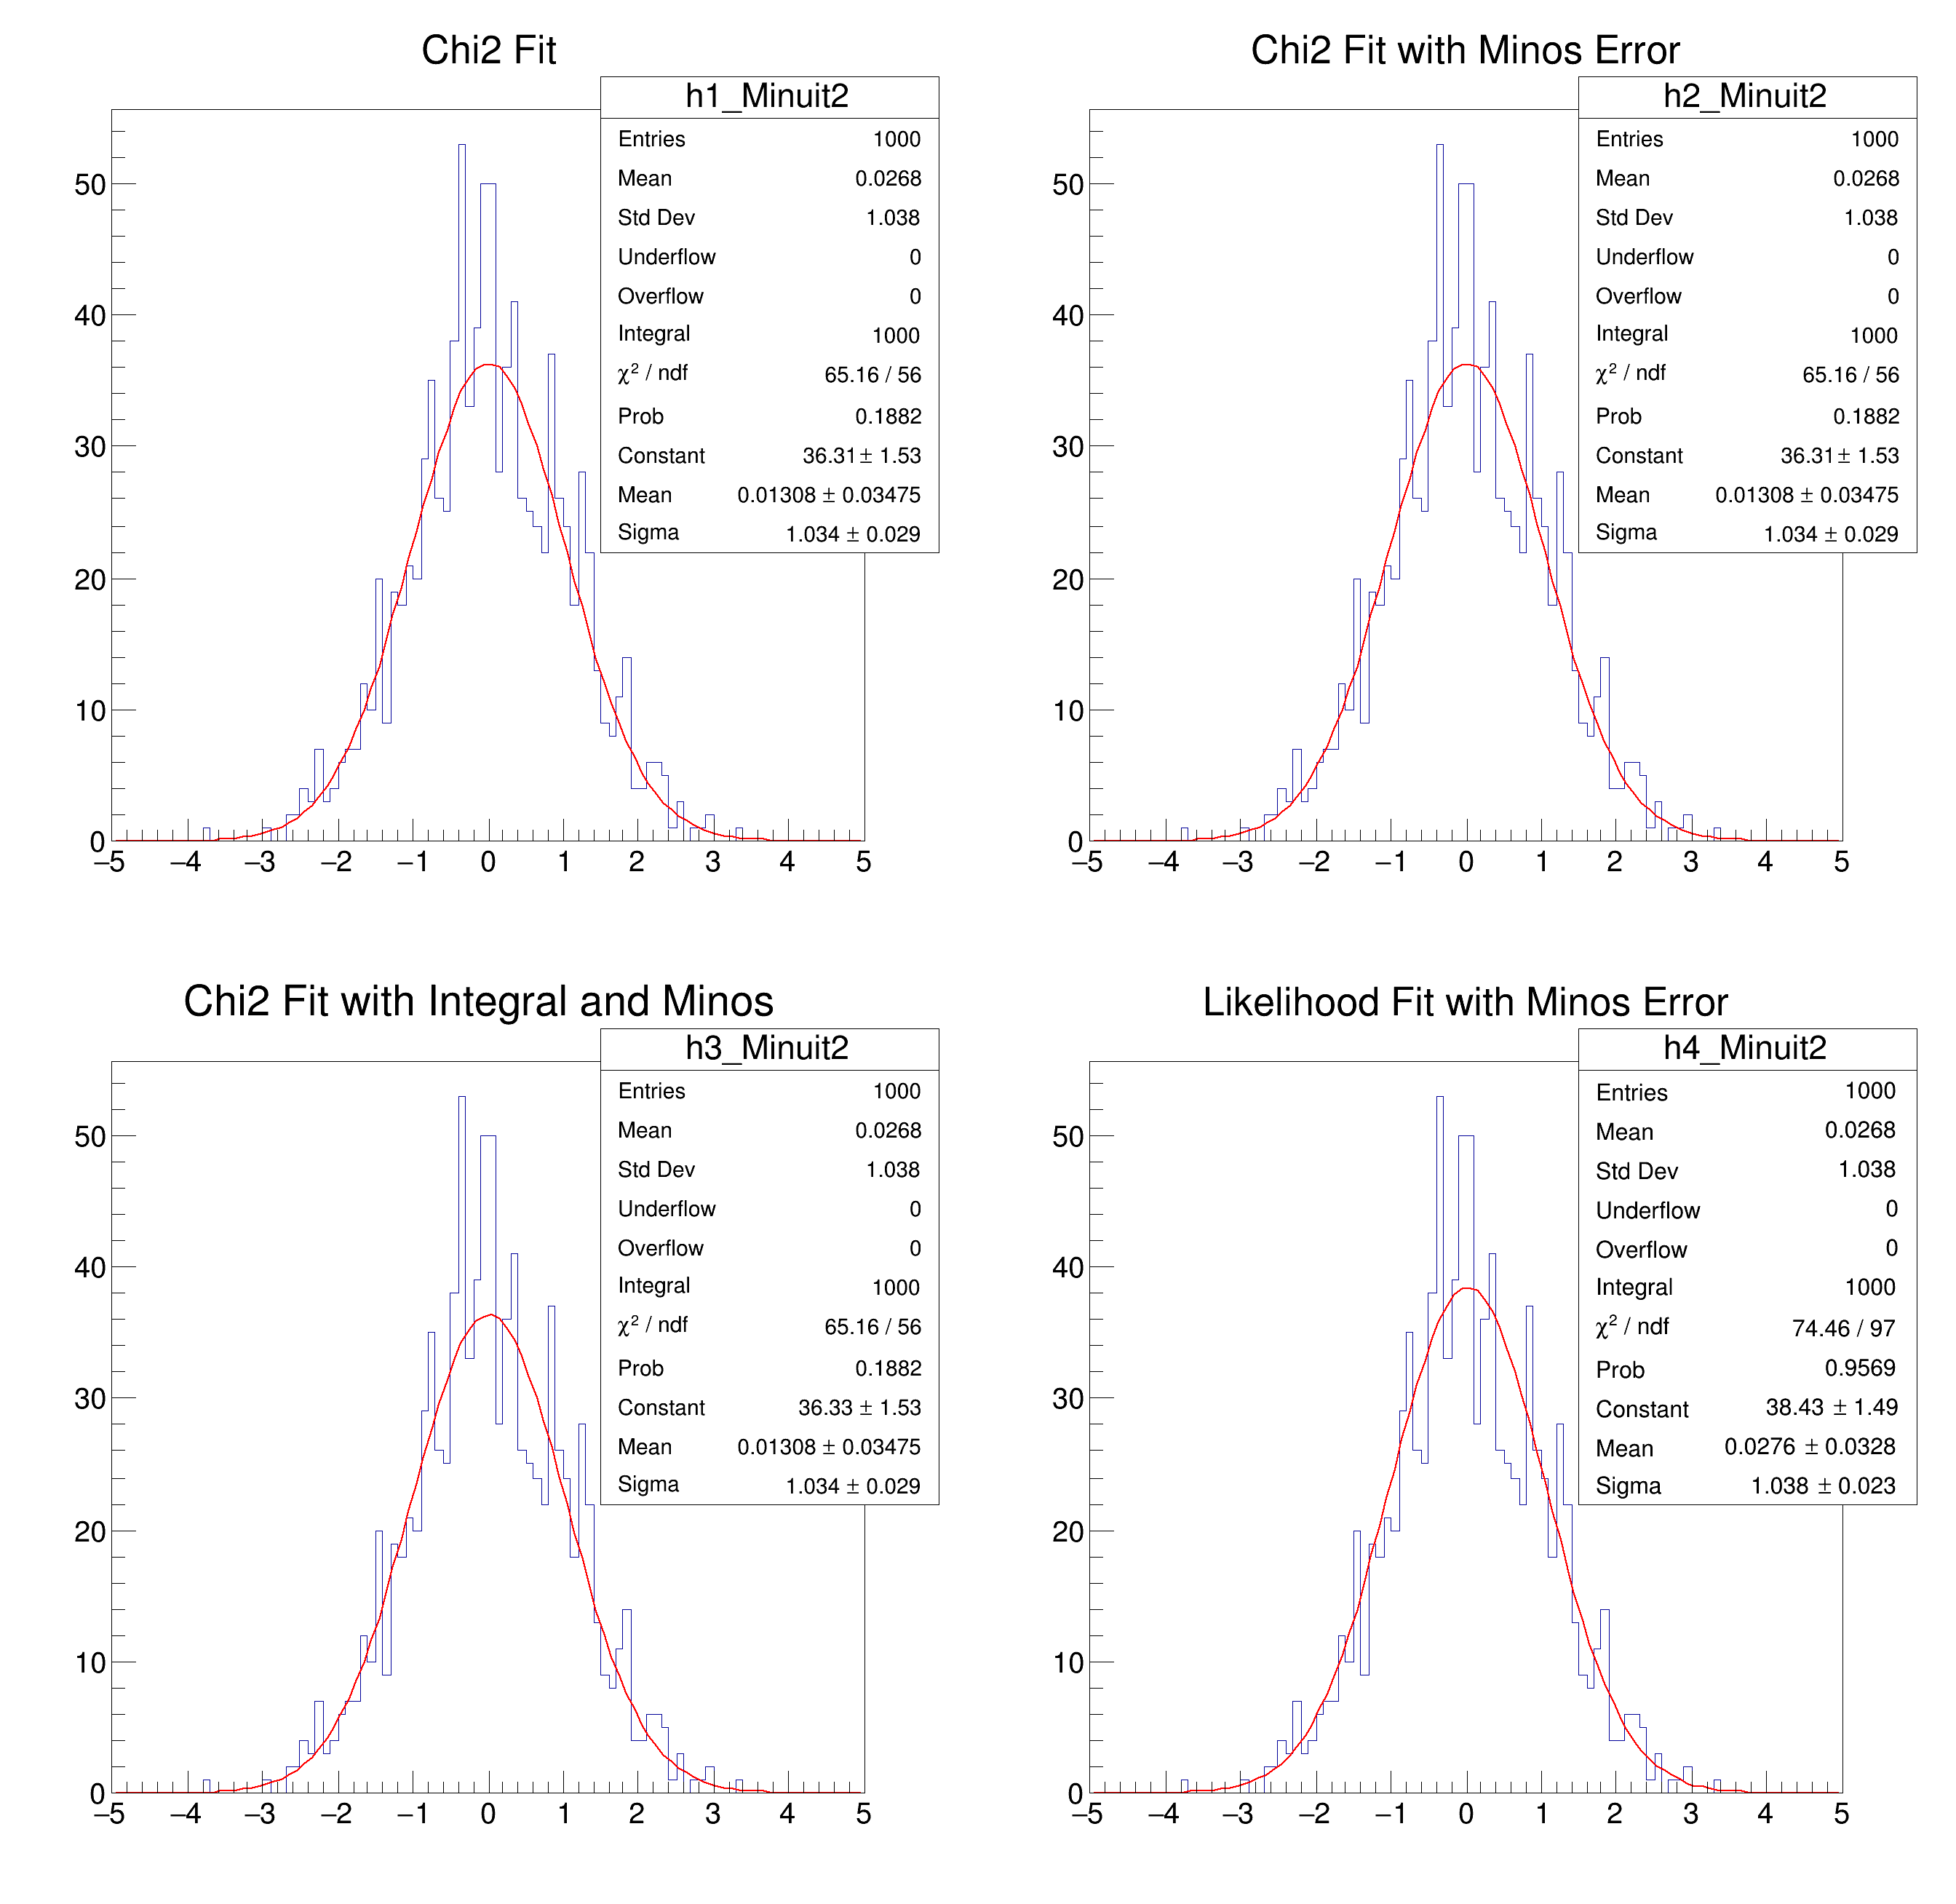 Chi2 Fit
h1_Minuit2
Entries 1000
Mean 0.0268
Std Dev 1.038
Underflow 0
Overflow 0
Integral 1000
χ² / ndf 65.16 / 56
Prob 0.1882
Constant 36.31 ± 1.53
Mean 0.01308 ± 0.03475
Sigma 1.034 ± 0.029
50
40
30
20
10
0
−5 −4 −3 −2 −1 0 1 2 3 4 5
Chi2 Fit with Minos Error
h2_Minuit2
Entries 1000
Mean 0.0268
Std Dev 1.038
Underflow 0
Overflow 0
Integral 1000
χ² / ndf 65.16 / 56
Prob 0.1882
Constant 36.31 ± 1.53
Mean 0.01308 ± 0.03475
Sigma 1.034 ± 0.029
50
40
30
20
10
0
−5 −4 −3 −2 −1 0 1 2 3 4 5
Chi2 Fit with Integral and Minos
h3_Minuit2
Entries 1000
Mean 0.0268
Std Dev 1.038
Underflow 0
Overflow 0
Integral 1000
χ² / ndf 65.16 / 56
Prob 0.1882
Constant 36.33 ± 1.53
Mean 0.01308 ± 0.03475
Sigma 1.034 ± 0.029
50
40
30
20
10
0
−5 −4 −3 −2 −1 0 1 2 3 4 5
Likelihood Fit with Minos Error
h4_Minuit2
Entries 1000
Mean 0.0268
Std Dev 1.038
Underflow 0
Overflow 0
Integral 1000
χ² / ndf 74.46 / 97
Prob 0.9569
Constant 38.43 ± 1.49
Mean 0.0276 ± 0.0328
Sigma 1.038 ± 0.023
50
40
30
20
10
0
−5 −4 −3 −2 −1 0 1 2 3 4 5